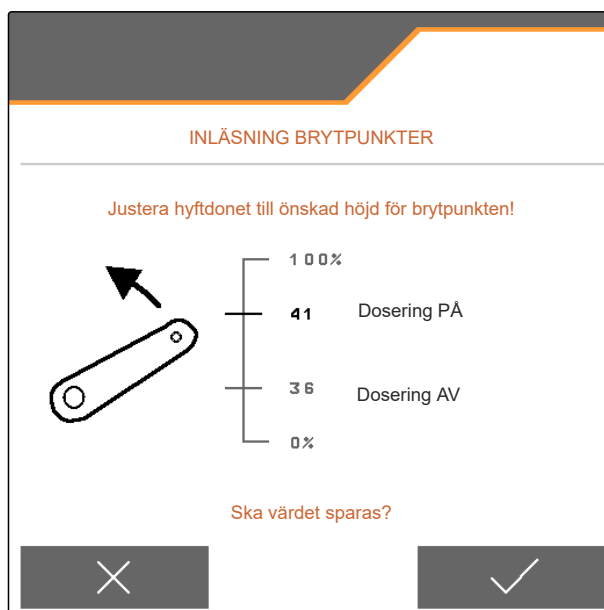 INLÄSNING BRYTPUNKTER
Justera hyftdonet till önskad höjd för brytpunkten!
100%
41 Dosering PÅ
36 Dosering AV
0%
Ska värdet sparas?